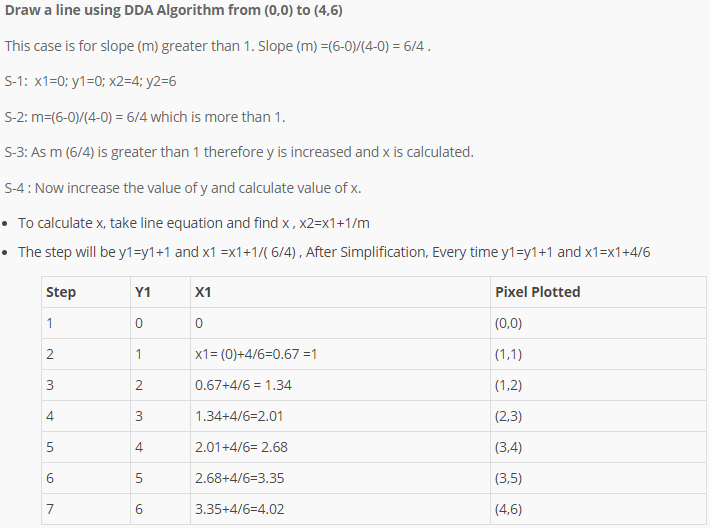 Draw a line using DDA Algorithm from (0,0) to (4,6)
This case is for slope (m) greater than 1. Slope (m) =(6-0)/(4-0) = 6/4 .
S-1: x1=0; y1=0; x2=4; y2=6
S-2: m=(6-0)/(4-0) = 6/4 which is more than 1.
S-3: As m (6/4) is greater than 1 therefore y is increased and x is calculated.
S-4 : Now increase the value of y and calculate value of x.
• To calculate x, take line equation and find x , x2=x1+1/m
• The step will be y1=y1+1 and x1 =x1+1/( 6/4) , After Simplification, Every time y1=y1+1 and x1=x1+4/6
Step Y1 X1 Pixel Plotted
1 0 0 (0,0)
2 1 x1= (0)+4/6=0.67 =1 (1,1)
3 2 0.67+4/6 = 1.34 (1,2)
4 3 1.34+4/6=2.01 (2,3)
5 4 2.01+4/6= 2.68 (3,4)
6 5 2.68+4/6=3.35 (3,5)
7 6 3.35+4/6=4.02 (4,6)